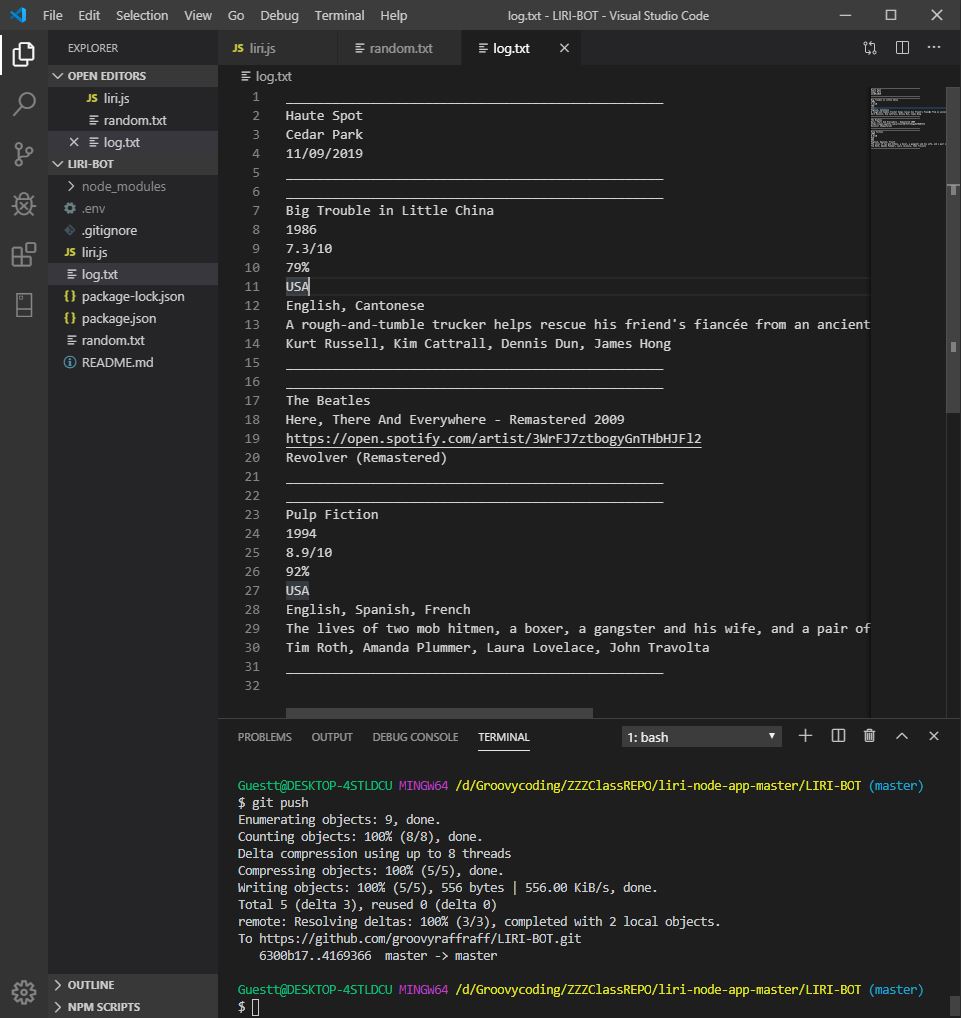 File Edit Selection View Go Debug Terminal Help log.txt - LIRI-BOT - Visual Studio Code
EXPLORER
OPEN EDITORS
JS liri.js
random.txt
log.txt
LIRI-BOT
node_modules
.env
.gitignore
JS liri.js
log.txt
{} package-lock.json
{} package.json
random.txt
README.md
OUTLINE
NPM SCRIPTS
JS liri.js random.txt log.txt
log.txt
1 _________________________________________________
2 Haute Spot
3 Cedar Park
4 11/09/2019
5 _________________________________________________
6 _________________________________________________
7 Big Trouble in Little China
8 1986
9 7.3/10
10 79%
11 USA
12 English, Cantonese
13 A rough-and-tumble trucker helps rescue his friend's fiancée from an ancient
14 Kurt Russell, Kim Cattrall, Dennis Dun, James Hong
15 _________________________________________________
16 _________________________________________________
17 The Beatles
18 Here, There And Everywhere - Remastered 2009
19 https://open.spotify.com/artist/3WrFJ7ztbogyGnTHbHJFl2
20 Revolver (Remastered)
21 _________________________________________________
22 _________________________________________________
23 Pulp Fiction
24 1994
25 8.9/10
26 92%
27 USA
28 English, Spanish, French
29 The lives of two mob hitmen, a boxer, a gangster and his wife, and a pair of
30 Tim Roth, Amanda Plummer, Laura Lovelace, John Travolta
31 _________________________________________________
32
PROBLEMS OUTPUT DEBUG CONSOLE TERMINAL 1: bash
Guestt@DESKTOP-4STLDCU MINGW64 /d/Groovycoding/ZZZClassREPO/liri-node-app-master/LIRI-BOT (master)
$ git push
Enumerating objects: 9, done.
Counting objects: 100% (8/8), done.
Delta compression using up to 8 threads
Compressing objects: 100% (5/5), done.
Writing objects: 100% (5/5), 556 bytes | 556.00 KiB/s, done.
Total 5 (delta 3), reused 0 (delta 0)
remote: Resolving deltas: 100% (3/3), completed with 2 local objects.
To https://github.com/groovyraffraff/LIRI-BOT.git
6300b17..4169366 master -> master
Guestt@DESKTOP-4STLDCU MINGW64 /d/Groovycoding/ZZZClassREPO/liri-node-app-master/LIRI-BOT (master)
$